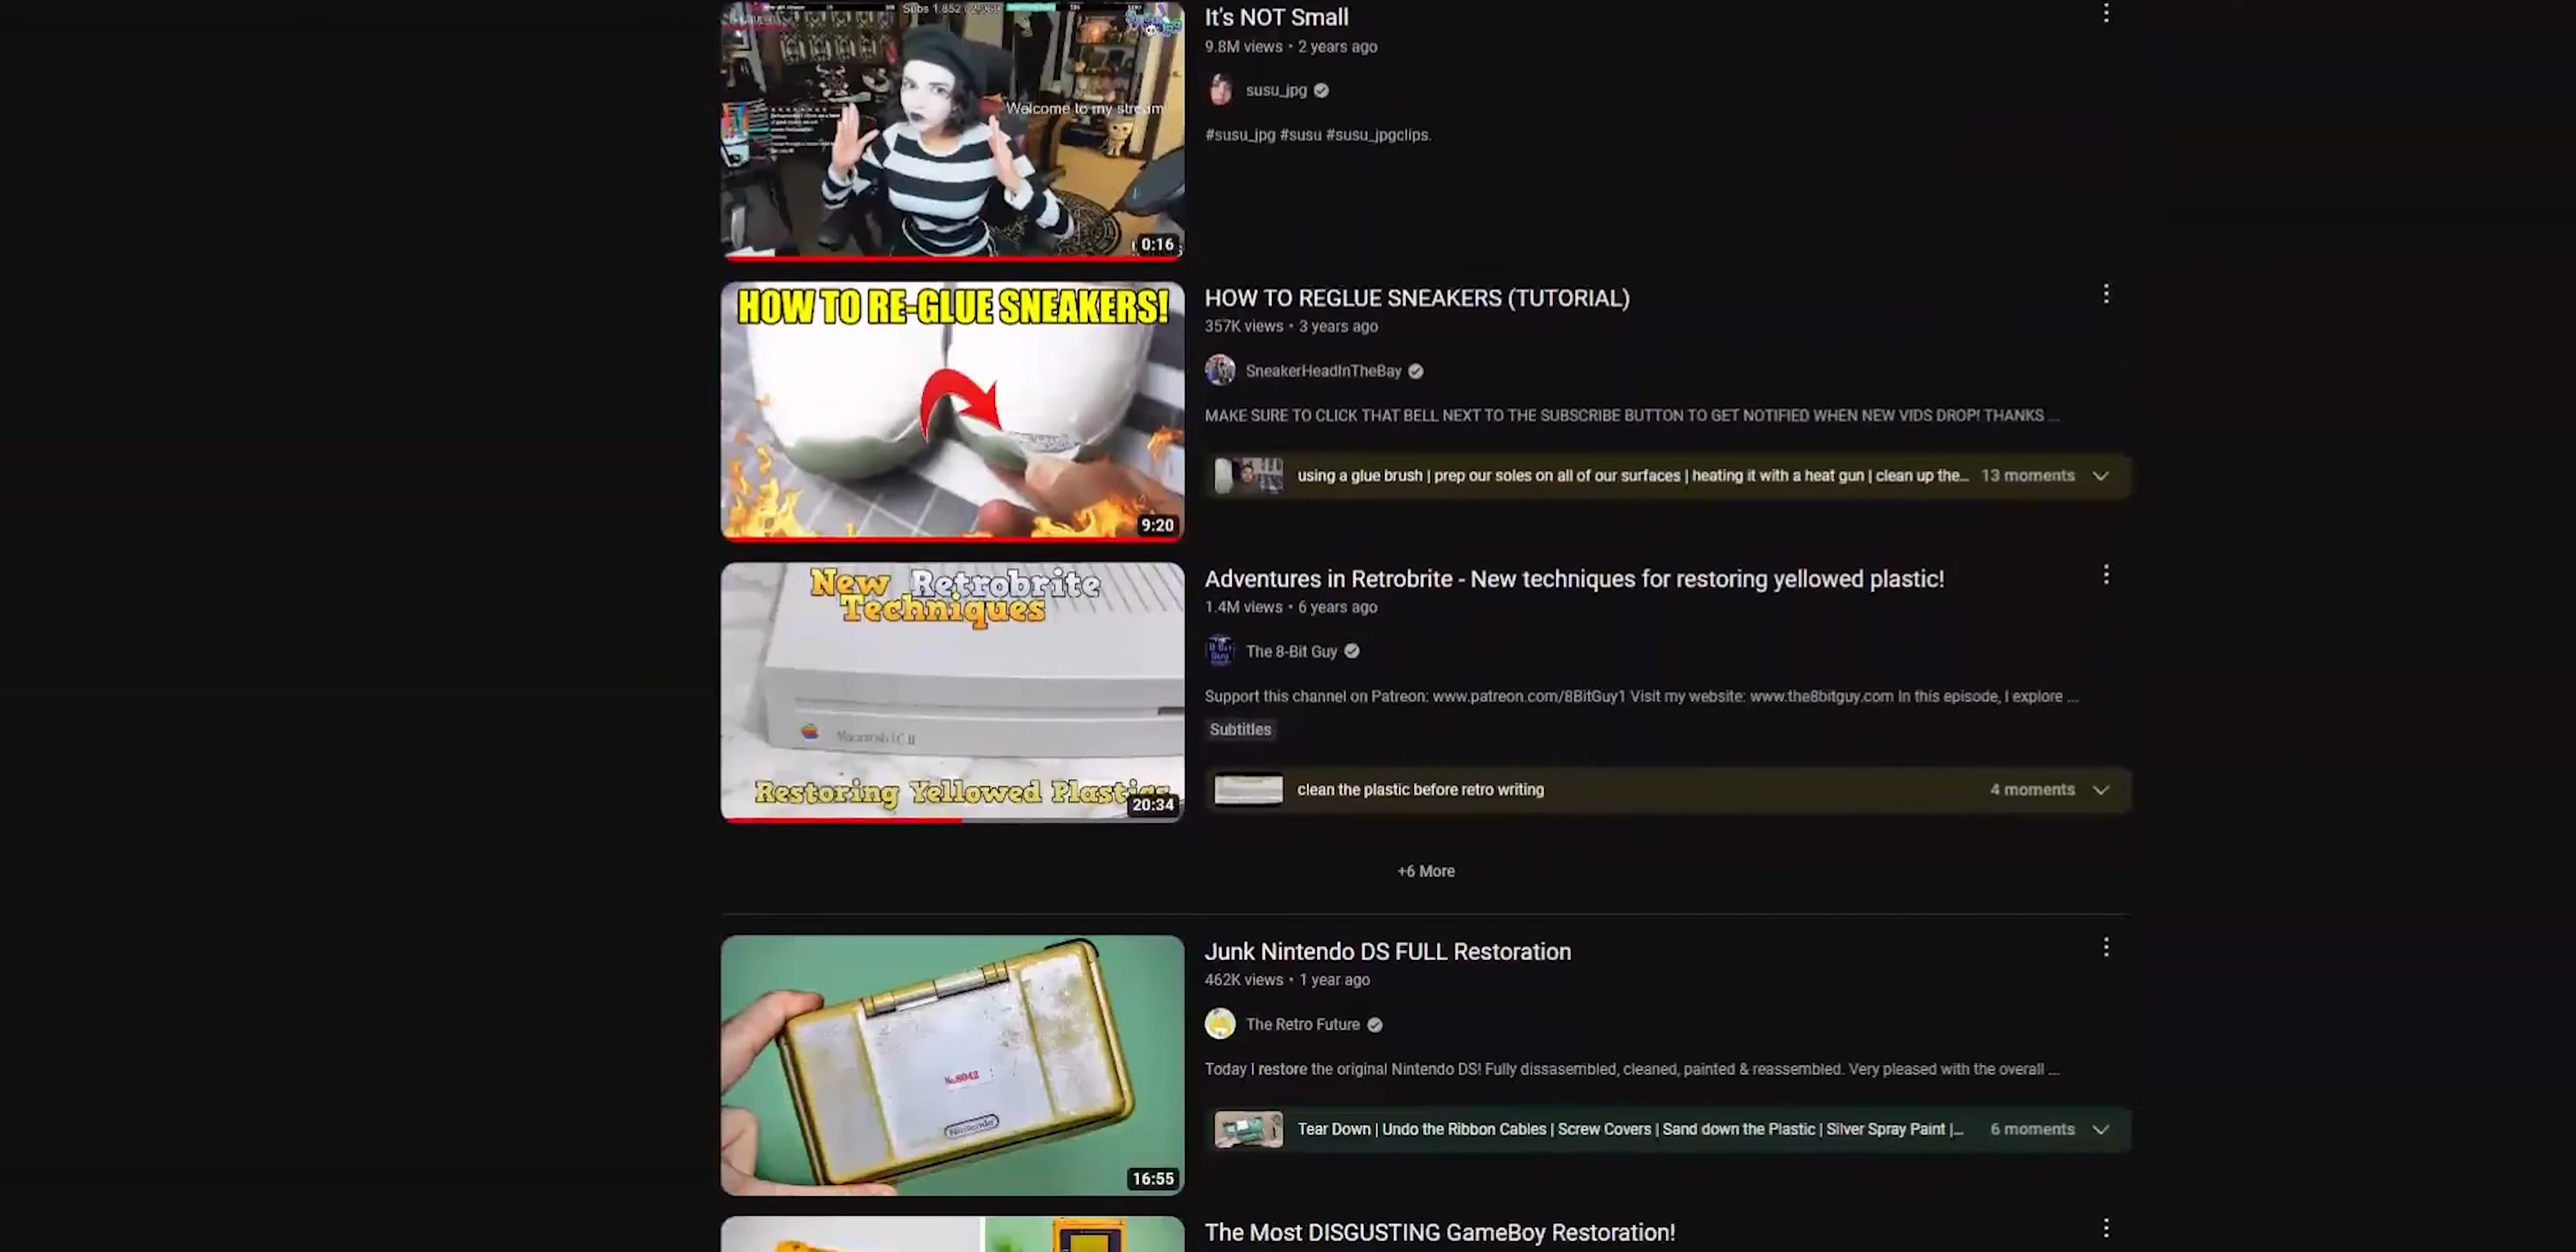 Subs 1,852
It's NOT Small
9.8M views • 2 years ago
susu_jpg
Welcome to my stream
#susu_jpg #susu #susu_jpgclips.
0:16
HOW TO RE-GLUE SNEAKERS!
9:20
HOW TO REGLUE SNEAKERS (TUTORIAL)
357K views • 3 years ago
SneakerHeadInTheBay
MAKE SURE TO CLICK THAT BELL NEXT TO THE SUBSCRIBE BUTTON TO GET NOTIFIED WHEN NEW VIDS DROP! THANKS ...
using a glue brush | prep our soles on all of our surfaces | heating it with a heat gun | clean up the... 13 moments
New Retrobrite
Techniques
Macintosh LC II
Restoring Yellowed Plastics
20:34
Adventures in Retrobrite - New techniques for restoring yellowed plastic!
1.4M views • 6 years ago
The 8-Bit Guy
Support this channel on Patreon: www.patreon.com/8BitGuy1 Visit my website: www.the8bitguy.com In this episode, I explore ...
Subtitles
clean the plastic before retro writing 4 moments
+6 More
No.8042
Nintendo
16:55
Junk Nintendo DS FULL Restoration
462K views • 1 year ago
The Retro Future
Today I restore the original Nintendo DS! Fully dissasembled, cleaned, painted & reassembled. Very pleased with the overall ...
Tear Down | Undo the Ribbon Cables | Screw Covers | Sand down the Plastic | Silver Spray Paint |... 6 moments
The Most DISGUSTING GameBoy Restoration!